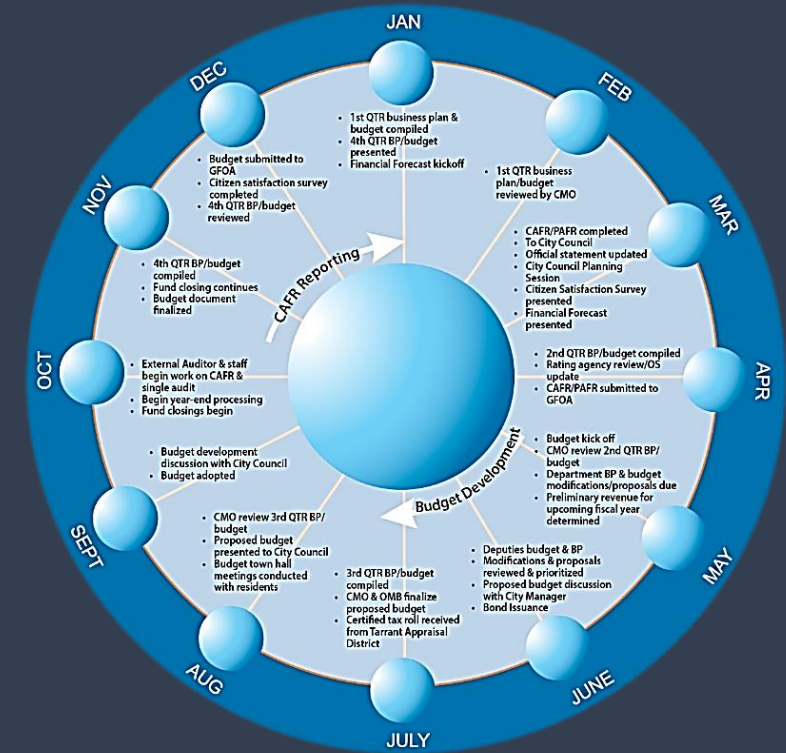 JAN
• 1st QTR business plan &
budget compiled
• 4th QTR BP/budget
presented
• Financial Forecast kickoff
FEB
• 1st QTR business
plan/budget
reviewed by CMO
MAR
• CAFR/PAFR completed
• To City Council
• Official statement updated
• City Council Planning
Session
• Citizen Satisfaction Survey
presented
• Financial Forecast
presented
APR
• 2nd QTR BP/budget compiled
• Rating agency review/OS
update
• CAFR/PAFR submitted to
GFOA
MAY
• Budget kick off
• CMO review 2nd QTR BP/
budget
• Department BP & budget
modifications/proposals due
• Preliminary revenue for
upcoming fiscal year
determined
JUNE
• Deputies budget & BP
• Modifications & proposals
reviewed & prioritized
• Proposed budget discussion
with City Manager
• Bond Issuance
JULY
• 3rd QTR BP/budget
compiled
• CMO & OMB finalize
proposed budget
• Certified tax roll received
from Tarrant Appraisal
District
AUG
• CMO review 3rd QTR BP/
budget
• Proposed budget
presented to City Council
• Budget town hall
meetings conducted
with residents
SEPT
• Budget development
discussion with City Council
• Budget adopted
OCT
• External Auditor & staff
begin work on CAFR &
single audit
• Begin year-end processing
• Fund closings begin
NOV
• 4th QTR BP/budget
compiled
• Fund closing continues
• Budget document
finalized
DEC
• Budget submitted to
GFOA
• Citizen satisfaction survey
completed
• 4th QTR BP/budget
reviewed
CAFR Reporting
Budget Development